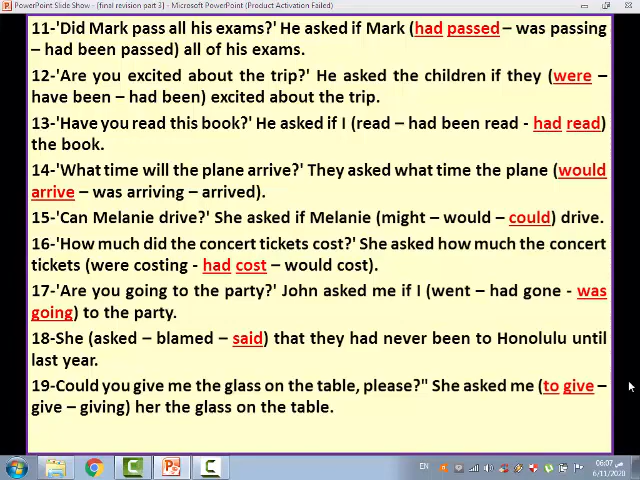 PowerPoint Slide Show - [final revision part 3] - Microsoft PowerPoint (Product Activation Failed)
11-'Did Mark pass all his exams?' He asked if Mark (had passed – was passing
– had been passed) all of his exams.
12-'Are you excited about the trip?' He asked the children if they (were –
have been – had been) excited about the trip.
13-'Have you read this book?' He asked if I (read – had been read - had read)
the book.
14-'What time will the plane arrive?' They asked what time the plane (would
arrive – was arriving – arrived).
15-'Can Melanie drive?' She asked if Melanie (might – would – could) drive.
16-'How much did the concert tickets cost?' She asked how much the concert
tickets (were costing - had cost – would cost).
17-'Are you going to the party?' John asked me if I (went – had gone - was
going) to the party.
18-She (asked – blamed – said) that they had never been to Honolulu until
last year.
19-Could you give me the glass on the table, please?" She asked me (to give –
give – giving) her the glass on the table.
EN
06:07 ص
6/11/2020